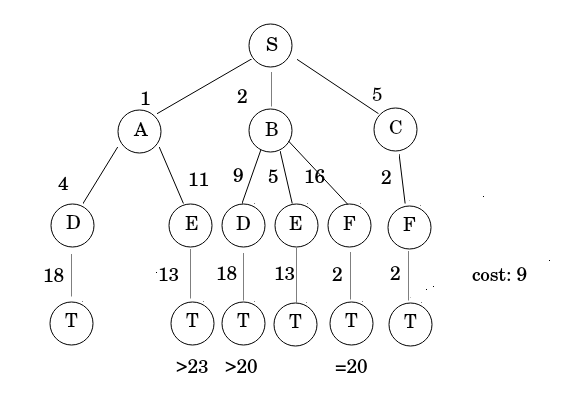 S
1 2 5
A B C
4 11 9 5 16 2
D E D E F F
18 13 18 13 2 2 cost: 9
T T T T T T
>23 >20 =20